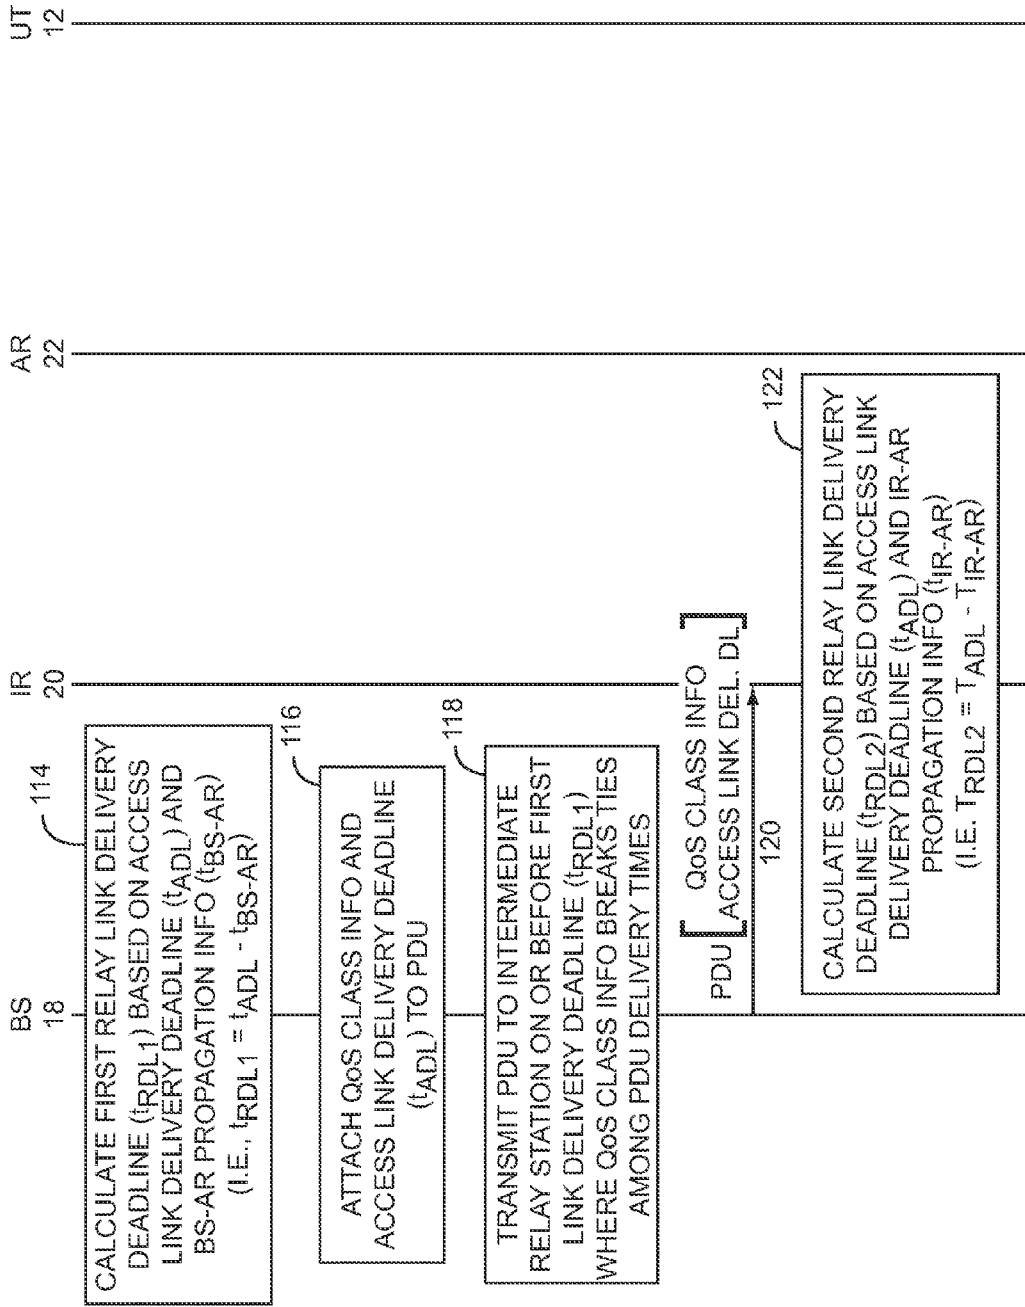 BS
18
IR
20
AR
22
UT
12
114
CALCULATE FIRST RELAY LINK DELIVERY
DEADLINE (tRDL1) BASED ON ACCESS
LINK DELIVERY DEADLINE (tADL) AND
BS-AR PROPAGATION INFO (tBS-AR)
(I.E., tRDL1 = tADL - tBS-AR)
116
ATTACH QoS CLASS INFO AND
ACCESS LINK DELIVERY DEADLINE
(tADL) TO PDU
118
TRANSMIT PDU TO INTERMEDIATE
RELAY STATION ON OR BEFORE FIRST
LINK DELIVERY DEADLINE (tRDL1)
WHERE QoS CLASS INFO BREAKS TIES
AMONG PDU DELIVERY TIMES
PDU [ QoS CLASS INFO
ACCESS LINK DEL. DL ]
120
122
CALCULATE SECOND RELAY LINK DELIVERY
DEADLINE (tRDL2) BASED ON ACCESS LINK
DELIVERY DEADLINE (tADL) AND IR-AR
PROPAGATION INFO (tIR-AR)
(I.E. TRDL2 = TADL - TIR-AR)